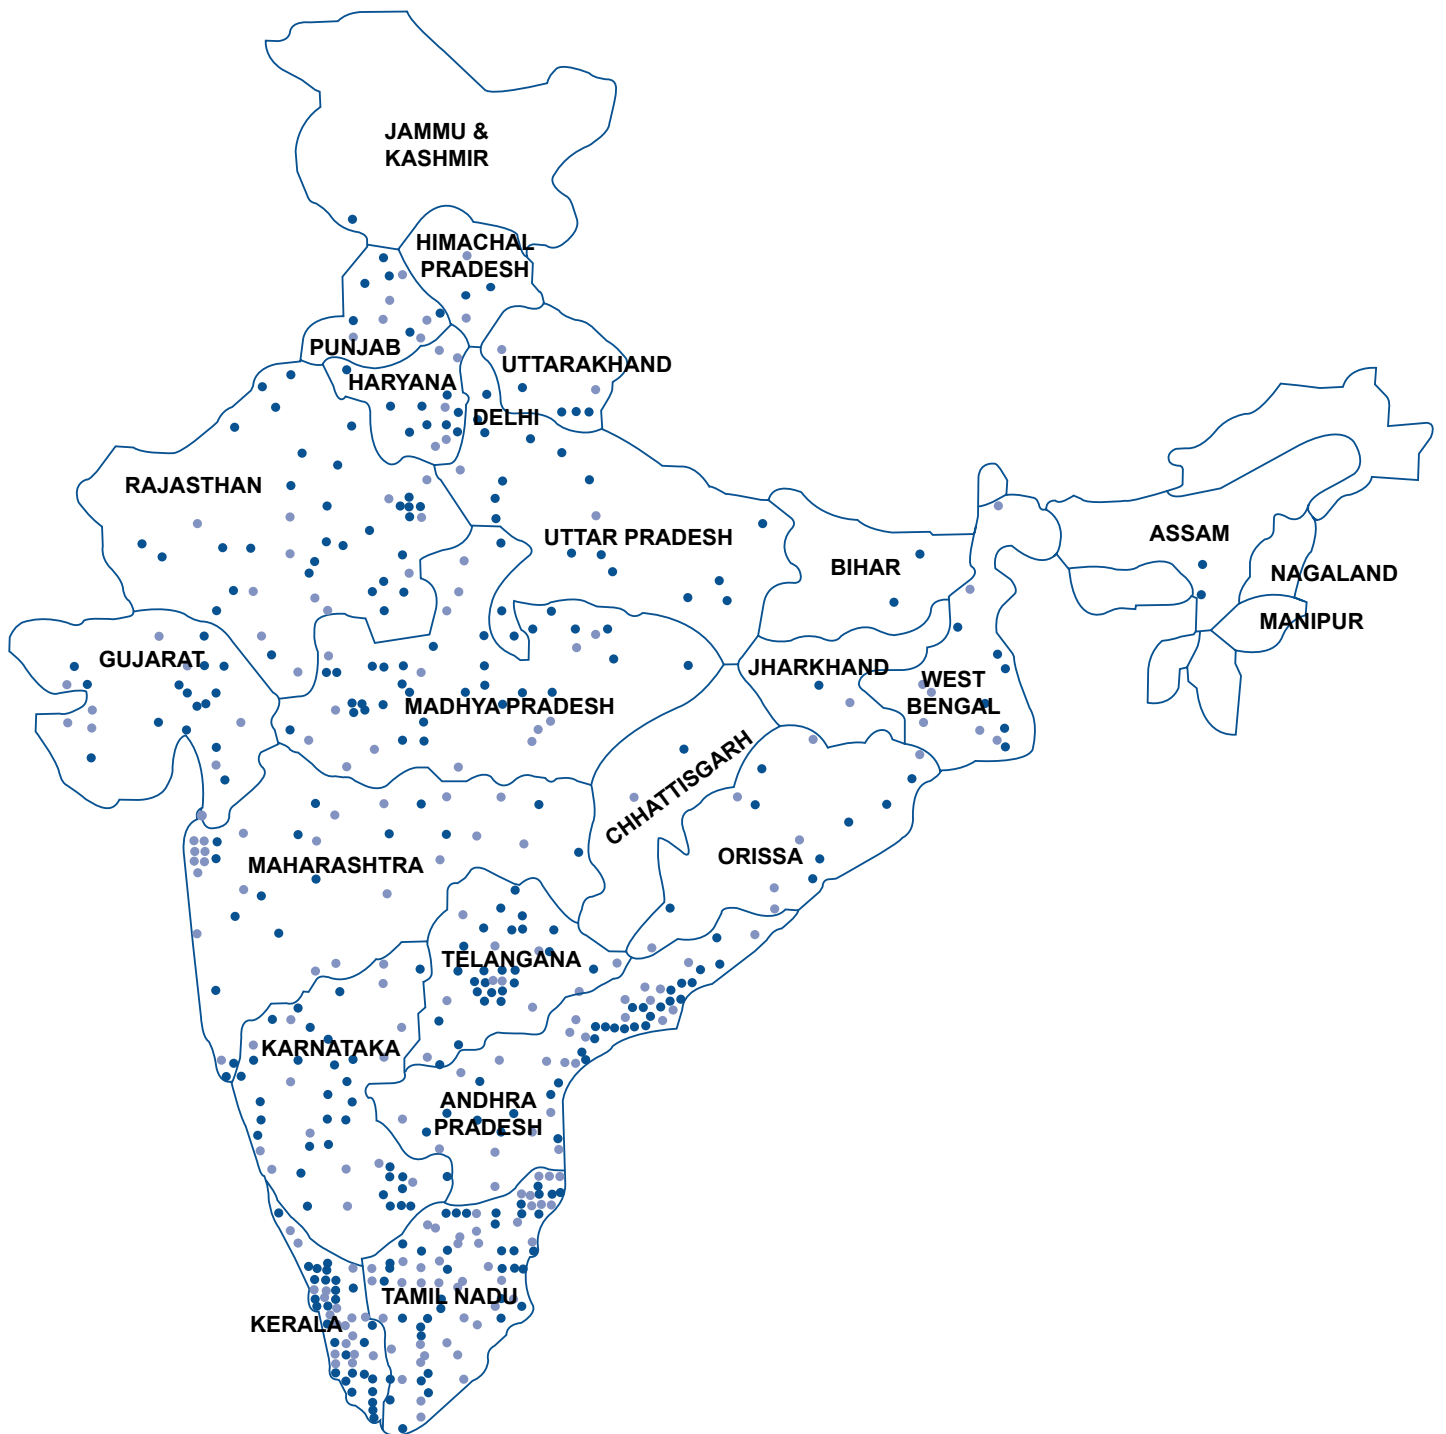 JAMMU &
KASHMIR
HIMACHAL
PRADESH
PUNJAB
UTTARAKHAND
HARYANA
DELHI
RAJASTHAN
UTTAR PRADESH
ASSAM
BIHAR
NAGALAND
MANIPUR
GUJARAT
JHARKHAND
WEST
BENGAL
MADHYA PRADESH
CHHATTISGARH
ORISSA
MAHARASHTRA
TELANGANA
KARNATAKA
ANDHRA
PRADESH
TAMIL NADU
KERALA